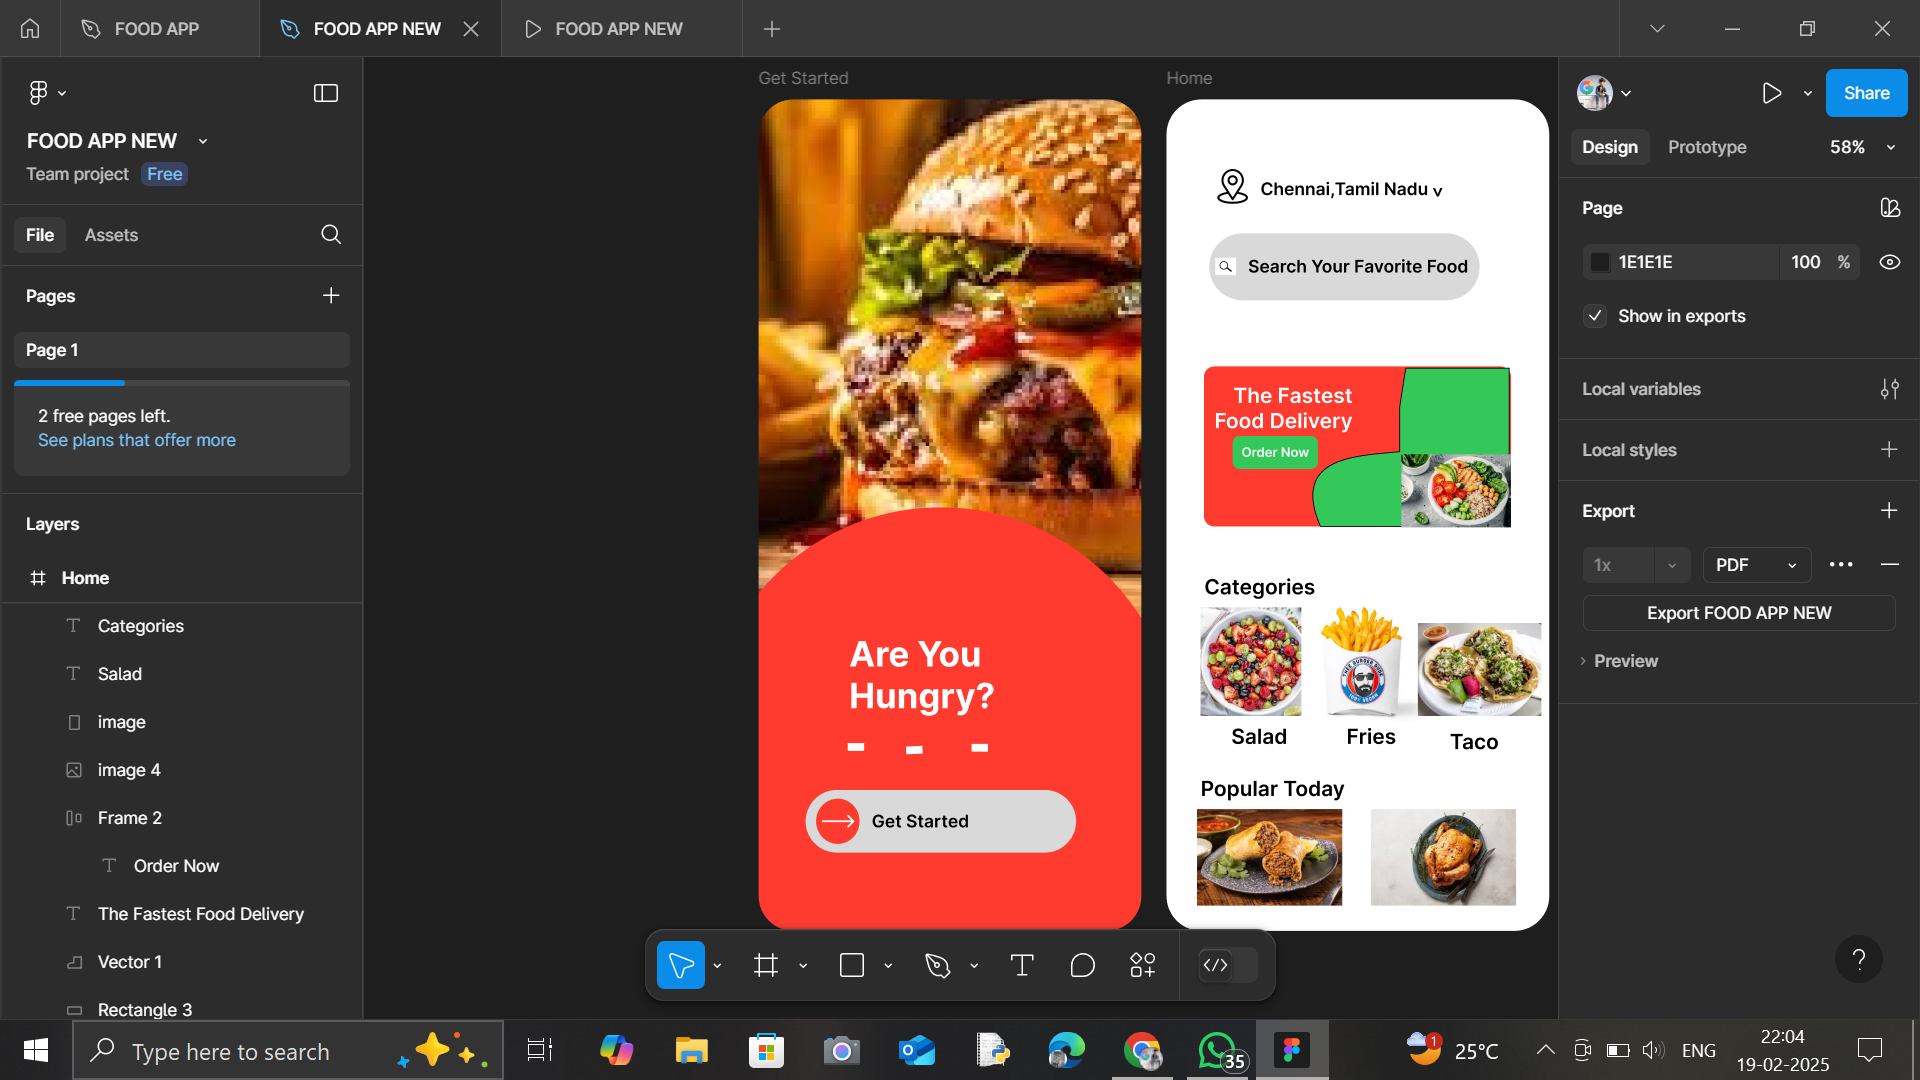 FOOD APP
FOOD APP NEW
FOOD APP NEW
FOOD APP NEW
Team project
Free
File
Assets
Pages
Page 1
2 free pages left.
See plans that offer more
Layers
Home
Categories
Salad
image
image 4
Frame 2
Order Now
The Fastest Food Delivery
Vector 1
Rectangle 3
Get Started
Are You
Hungry?
- - -
Get Started
Home
Chennai,Tamil Nadu v
Search Your Favorite Food
The Fastest
Food Delivery
Order Now
Categories
THE BURGER DUDE
Salad
Fries
Taco
Popular Today
Share
Design
Prototype
58%
Page
1E1E1E
100 %
Show in exports
Local variables
Local styles
Export
1x
PDF
Export FOOD APP NEW
Preview
?
Type here to search
35
1
25°C
ENG
22:04
19-02-2025